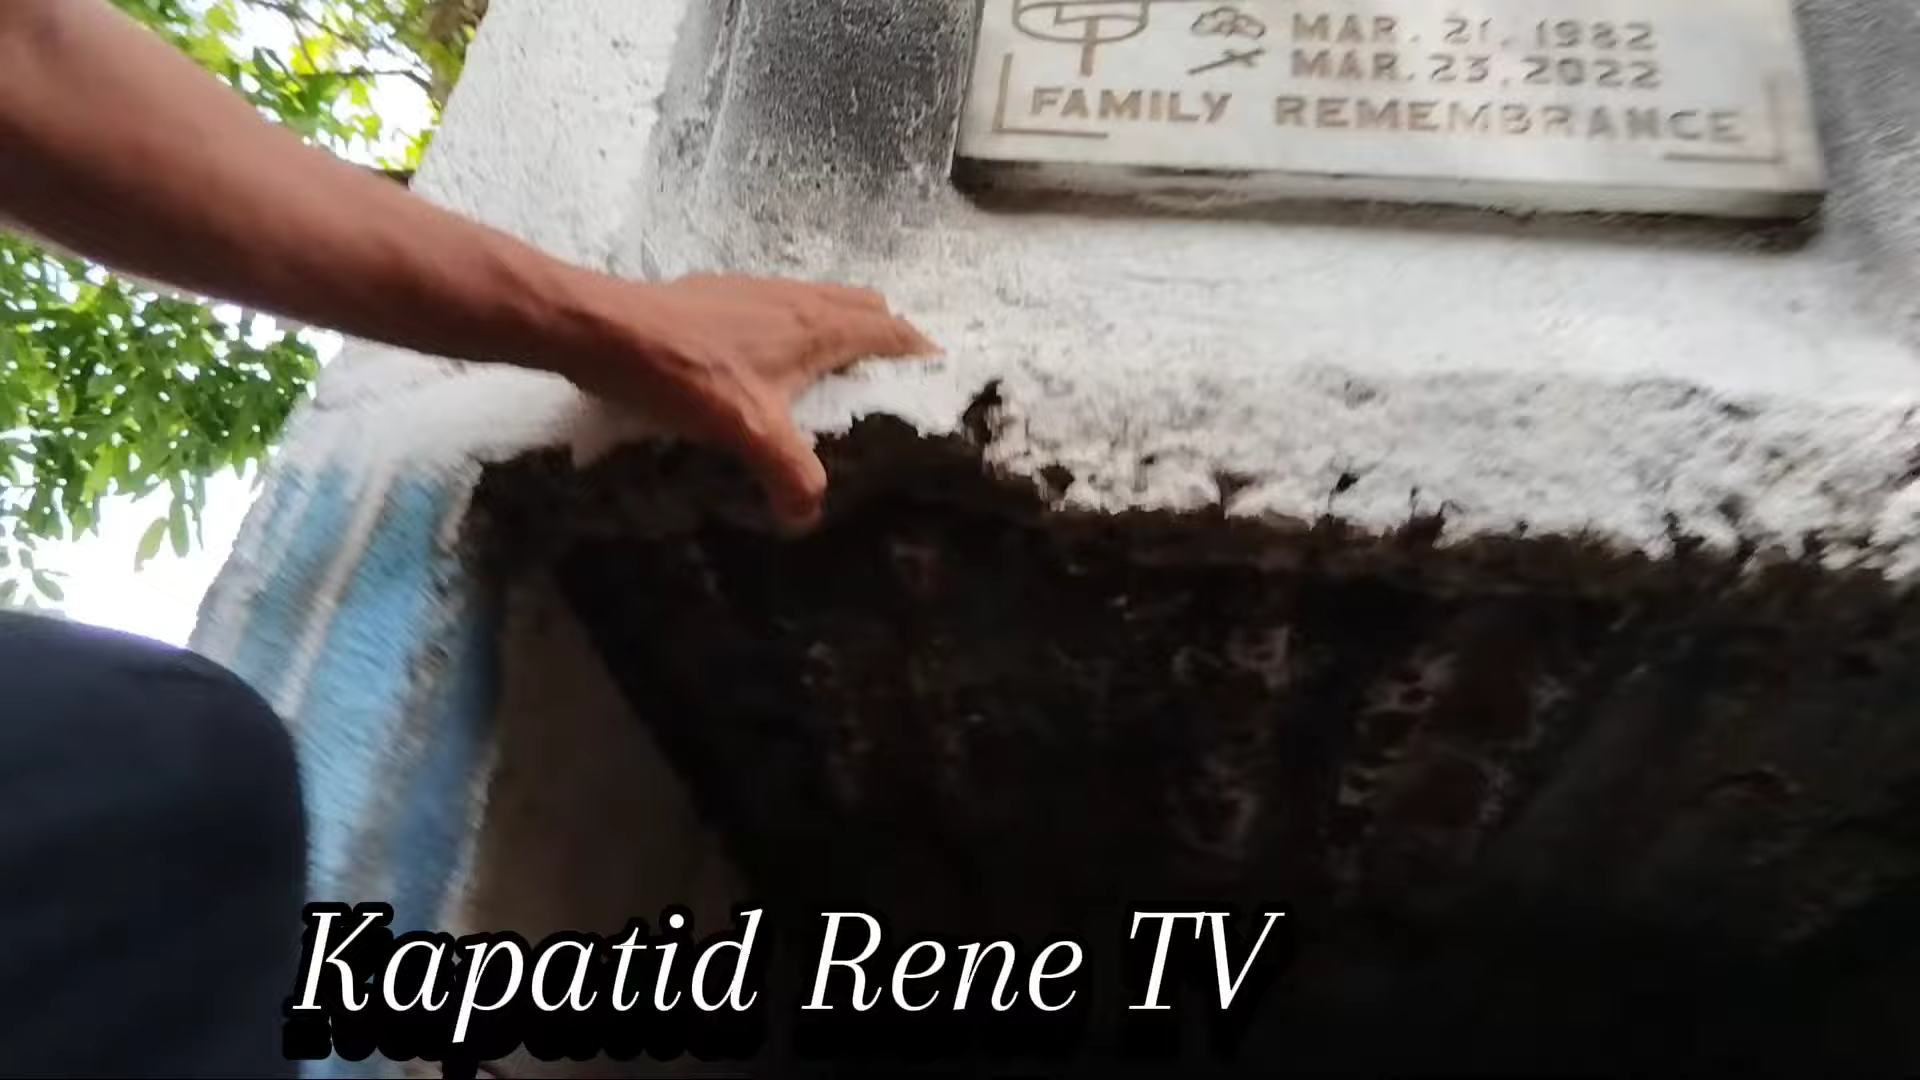 MAR. 21, 1982
MAR. 23, 2022
FAMILY REMEMBRANCE
Kapatid Rene TV